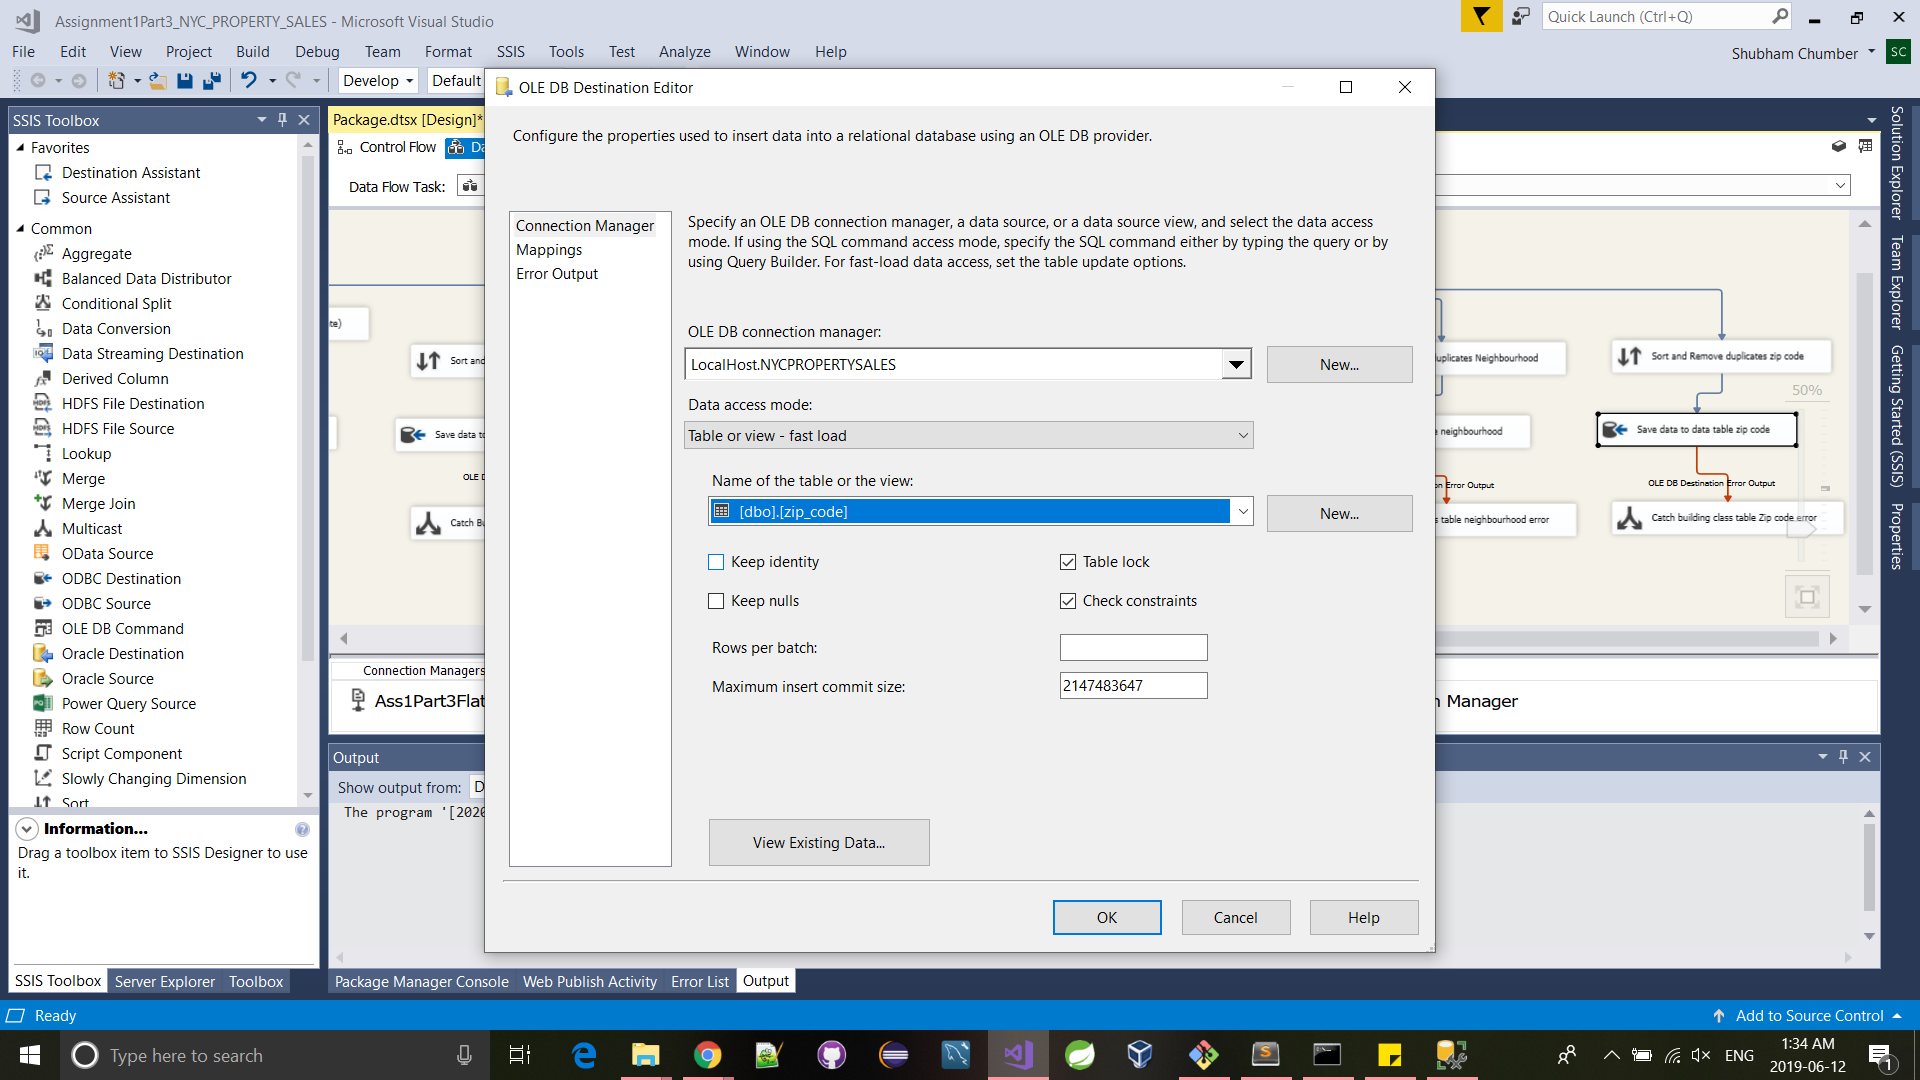 Assignment1Part3_NYC_PROPERTY_SALES - Microsoft Visual Studio
Quick Launch (Ctrl+Q)
File Edit View Project Build Debug Team Format SSIS Tools Test Analyze Window Help
Shubham Chumber
SC
Develop
Default
SSIS Toolbox
Favorites
Destination Assistant
Source Assistant
Common
Aggregate
Balanced Data Distributor
Conditional Split
Data Conversion
Data Streaming Destination
Derived Column
HDFS File Destination
HDFS File Source
Lookup
Merge
Merge Join
Multicast
OData Source
ODBC Destination
ODBC Source
OLE DB Command
Oracle Destination
Oracle Source
Power Query Source
Row Count
Script Component
Slowly Changing Dimension
Sort
Information...
Drag a toolbox item to SSIS Designer to use
it.
SSIS Toolbox
Server Explorer
Toolbox
Package.dtsx [Design]*
Control Flow
Da
Data Flow Task:
te)
Sort and
Save data to
OLE D
Catch Bu
Connection Managers
Ass1Part3Flat
Output
Show output from:
D
The program '[2020
OLE DB Destination Editor
Configure the properties used to insert data into a relational database using an OLE DB provider.
Connection Manager
Mappings
Error Output
Specify an OLE DB connection manager, a data source, or a data source view, and select the data access
mode. If using the SQL command access mode, specify the SQL command either by typing the query or by
using Query Builder. For fast-load data access, set the table update options.
OLE DB connection manager:
LocalHost.NYCPROPERTYSALES
New...
Data access mode:
Table or view - fast load
Name of the table or the view:
[dbo].[zip_code]
New...
Keep identity
Table lock
Keep nulls
Check constraints
Rows per batch:
Maximum insert commit size:
2147483647
View Existing Data...
OK
Cancel
Help
uplicates Neighbourhood
Sort and Remove duplicates zip code
50%
e neighbourhood
Save data to data table zip code
on Error Output
OLE DB Destination Error Output
s table neighbourhood error
Catch building class table Zip code error
n Manager
Solution Explorer
Team Explorer
Getting Started (SSIS)
Properties
Package Manager Console
Web Publish Activity
Error List
Output
Ready
Add to Source Control
Type here to search
ENG
1:34 AM
2019-06-12
1